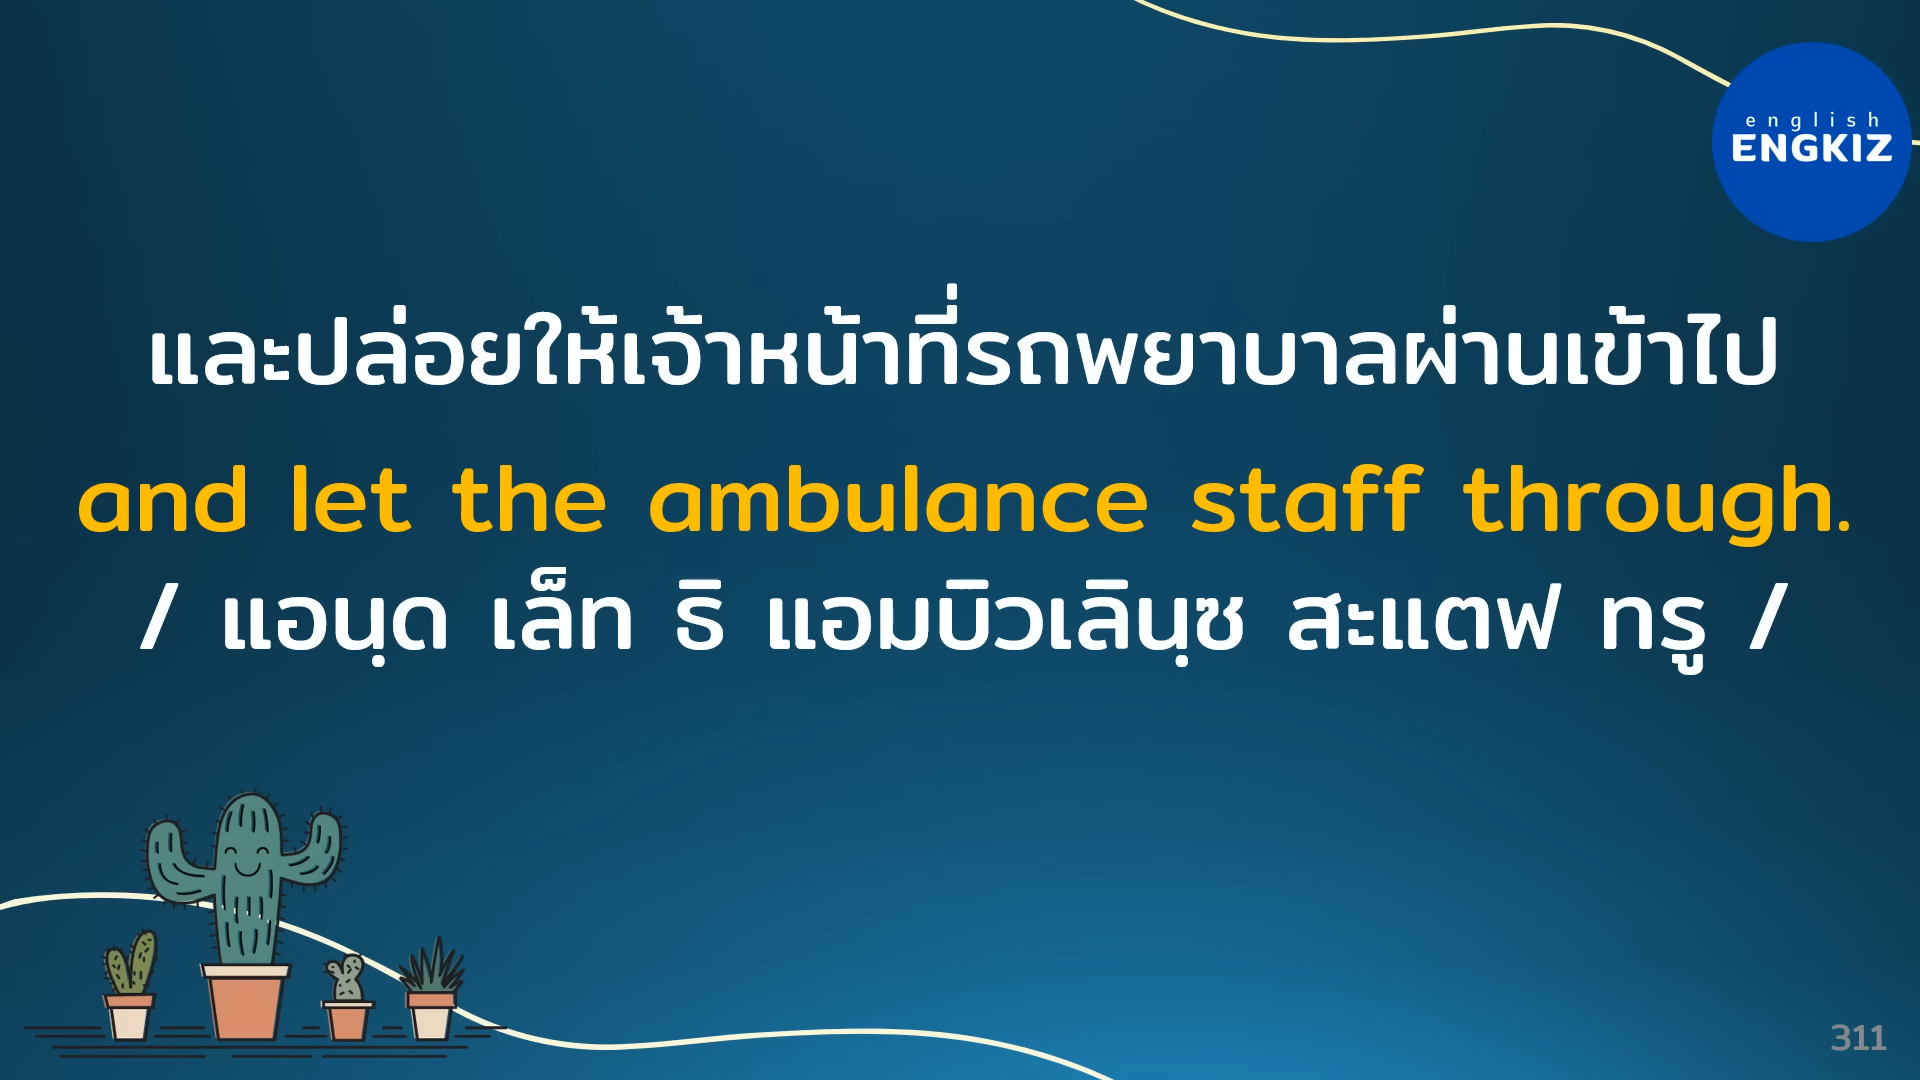 english
ENGKIZ
และปล่อยให้เจ้าหน้าที่รถพยาบาลผ่านเข้าไป
and let the ambulance staff through.
/ แอนฺด เล็ท ธิ แอมบิวเลินฺซ สะแตฟ ทรู /
311